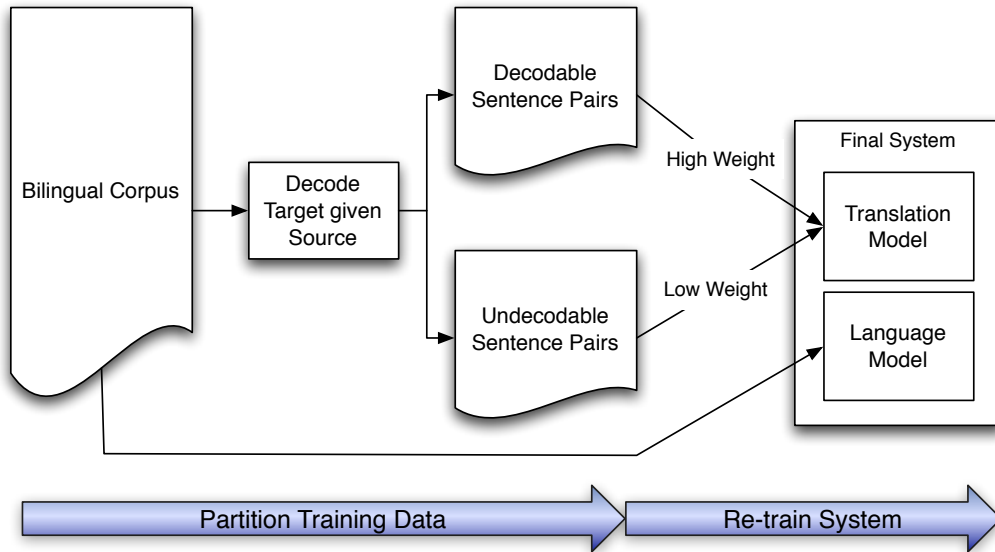 Bilingual Corpus
Decode
Target given
Source
Decodable
Sentence Pairs
Undecodable
Sentence Pairs
High Weight
Low Weight
Final System
Translation
Model
Language
Model
Partition Training Data
Re-train System